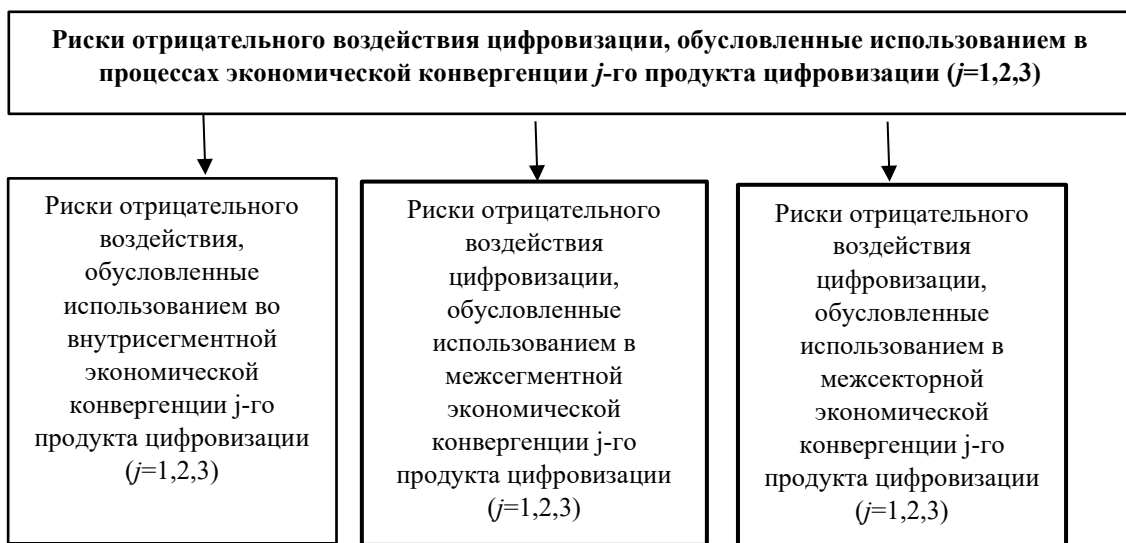 Риски отрицательного воздействия цифровизации, обусловленные использованием в
процессах экономической конвергенции j-го продукта цифровизации (j=1,2,3)
Риски отрицательного
воздействия,
обусловленные
использованием во
внутрисегментной
экономической
конвергенции j-го
продукта цифровизации
(j=1,2,3)
Риски отрицательного
воздействия
цифровизации,
обусловленные
использованием в
межсегментной
экономической
конвергенции j-го
продукта цифровизации
(j=1,2,3)
Риски отрицательного
воздействия
цифровизации,
обусловленные
использованием в
межсекторной
экономической
конвергенции j-го
продукта цифровизации
(j=1,2,3)